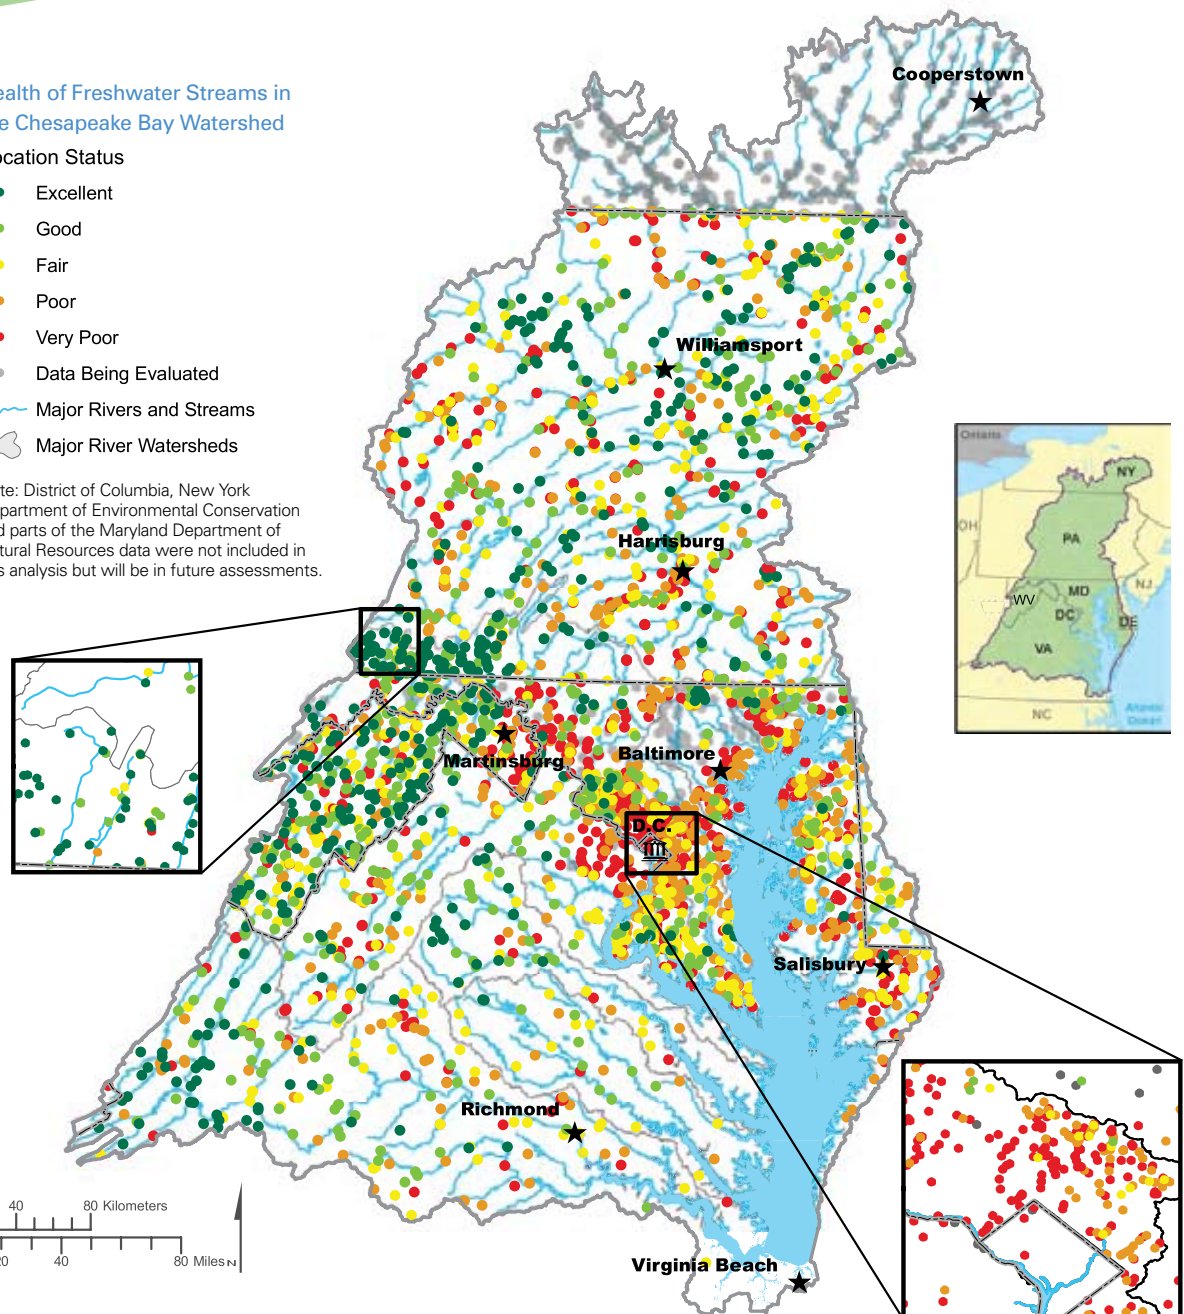 ealth of Freshwater Streams in
e Chesapeake Bay Watershed
ocation Status
Excellent
Good
Fair
Poor
Very Poor
Data Being Evaluated
Major Rivers and Streams
Major River Watersheds
te: District of Columbia, New York
partment of Environmental Conservation
d parts of the Maryland Department of
tural Resources data were not included in
s analysis but will be in future assessments.
Cooperstown
Williamsport
Harrisburg
Martinsburg
Baltimore
D.C.
Salisbury
Richmond
Virginia Beach
Ontario
NY
OH
PA
NJ
MD
WV
DC
DE
VA
NC
Atlantic
Ocean
40 80 Kilometers
20 40 80 Miles
N